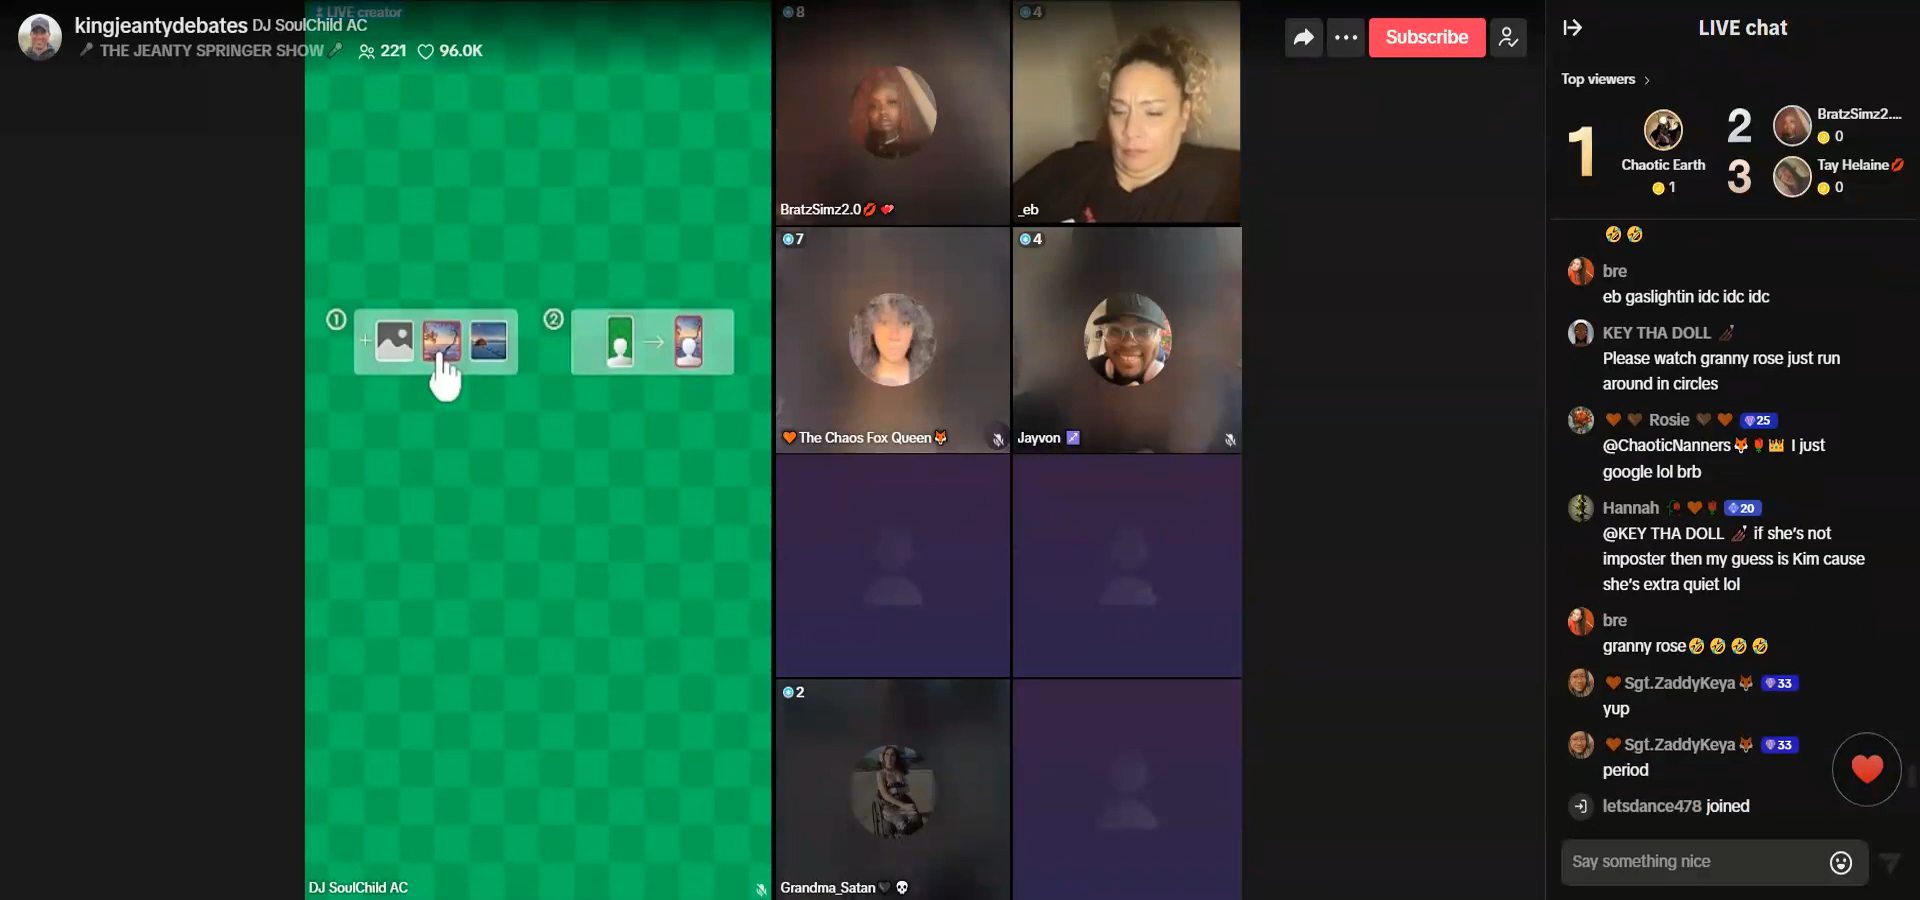 kingjeantydebates DJ SoulChild AC
LIVE creator
THE JEANTY SPRINGER SHOW
221
96.0K
8
4
Subscribe
BratzSimz2.0
_eb
7
4
The Chaos Fox Queen
Jayvon
1
2
2
DJ SoulChild AC
Grandma_Satan
LIVE chat
Top viewers
1
Chaotic Earth
1
2
BratzSimz2....
0
3
Tay Helaine
0
bre
eb gaslightin idc idc idc
KEY THA DOLL
Please watch granny rose just run
around in circles
Rosie 25
@ChaoticNanners I just
google lol brb
Hannah 20
@KEY THA DOLL if she's not
imposter then my guess is Kim cause
she's extra quiet lol
bre
granny rose
Sgt.ZaddyKeya 33
yup
Sgt.ZaddyKeya 33
period
letsdance478 joined
Say something nice